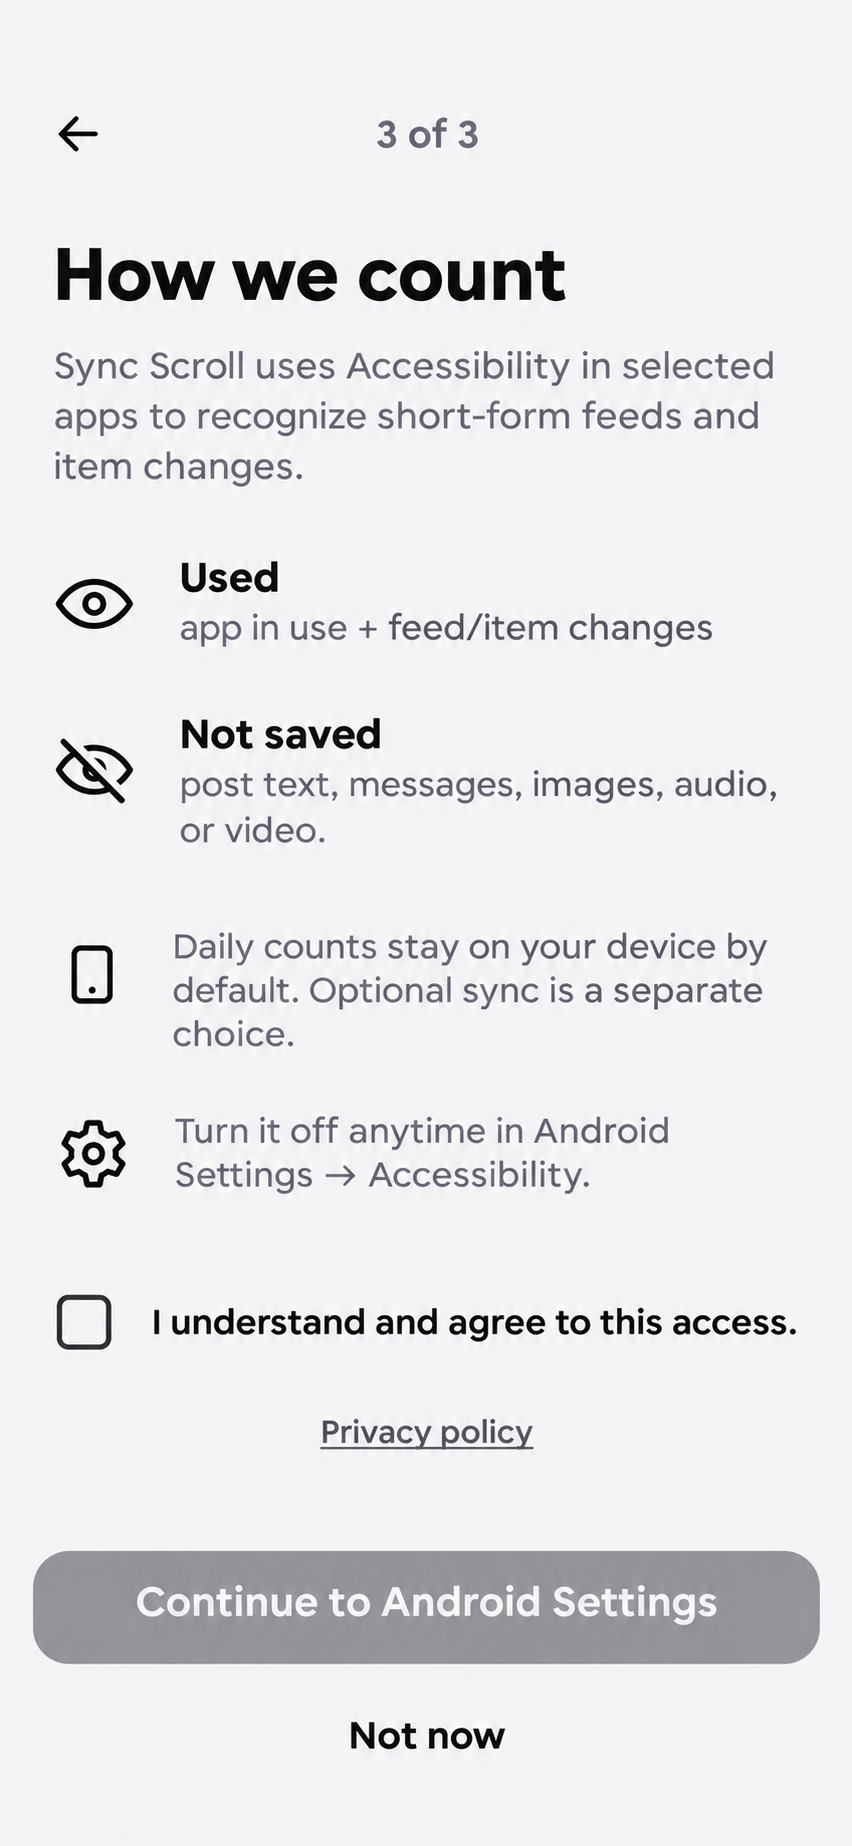 3 of 3
How we count
Sync Scroll uses Accessibility in selected
apps to recognize short-form feeds and
item changes.
Used
app in use + feed/item changes
Not saved
post text, messages, images, audio,
or video.
Daily counts stay on your device by
default. Optional sync is a separate
choice.
Turn it off anytime in Android
Settings → Accessibility.
I understand and agree to this access.
Privacy policy
Continue to Android Settings
Not now